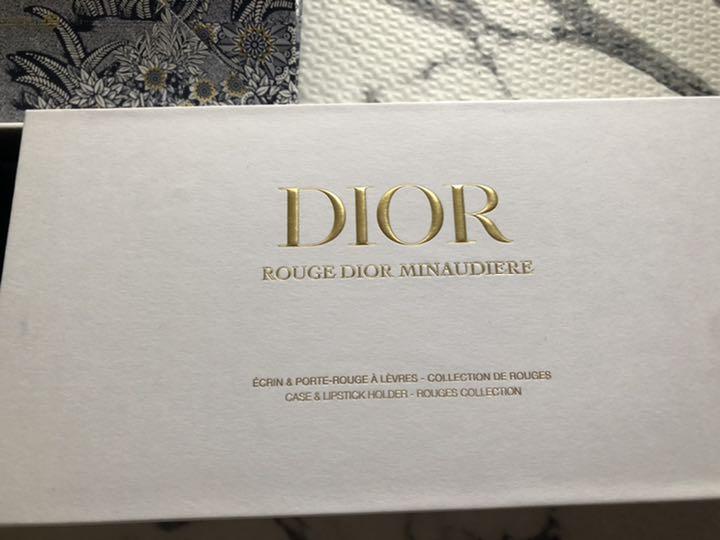 DIOR
ROUGE DIOR MINAUDIERE
ÉCRIN & PORTE-ROUGE À LÈVRES - COLLECTION DE ROUGES
CASE & LIPSTICK HOLDER - ROUGES COLLECTION